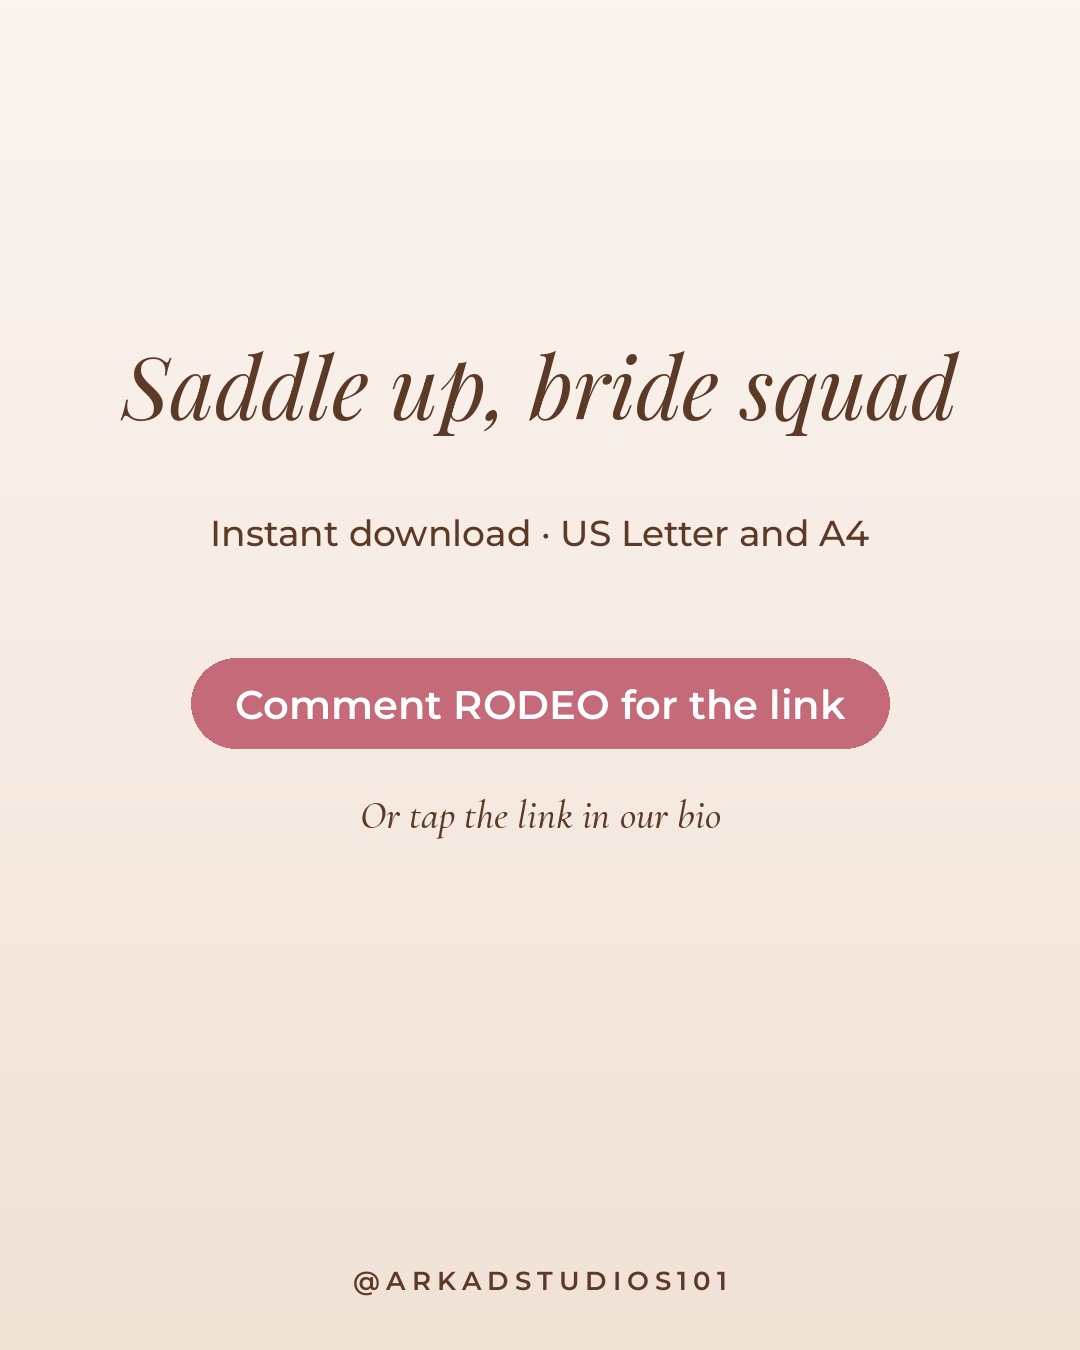 Saddle up, bride squad
Instant download · US Letter and A4
Comment RODEO for the link
Or tap the link in our bio
@ARKADSTUDIOS101